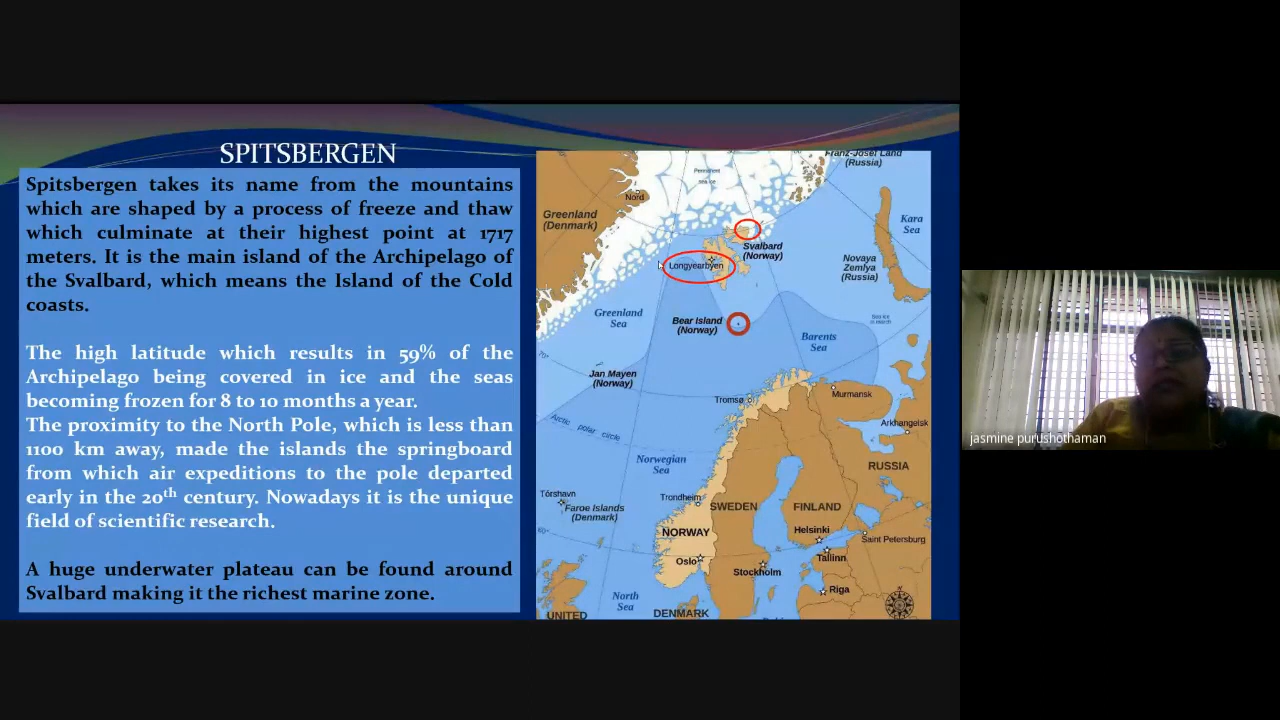 SPITSBERGEN
Spitsbergen takes its name from the mountains
which are shaped by a process of freeze and thaw
which culminate at their highest point at 1717
meters. It is the main island of the Archipelago of
the Svalbard, which means the Island of the Cold
coasts.
The high latitude which results in 59% of the
Archipelago being covered in ice and the seas
becoming frozen for 8 to 10 months a year.
The proximity to the North Pole, which is less than
1100 km away, made the islands the springboard
from which air expeditions to the pole departed
early in the 20th century. Nowadays it is the unique
field of scientific research.
A huge underwater plateau can be found around
Svalbard making it the richest marine zone.
Franz-Josef Land
(Russia)
Permanent
sea ice
Nord
Greenland
(Denmark)
Kara
Sea
Svalbard
(Norway)
Longyearbyen
Novaya
Zemlya
(Russia)
Greenland
Sea
Bear Island
(Norway)
Sea ice
in march
Barents
Sea
70°
Jan Mayen
(Norway)
Tromsø
Murmansk
Arctic polar circle
Arkhangelsk
Norwegian
Sea
RUSSIA
Tórshavn
Faroe Islands
(Denmark)
Trondheim
SWEDEN
FINLAND
60°
NORWAY
Helsinki
Saint Petersburg
Oslo
Tallinn
Stockholm
Riga
North
Sea
DENMARK
UNITED
jasmine purushothaman